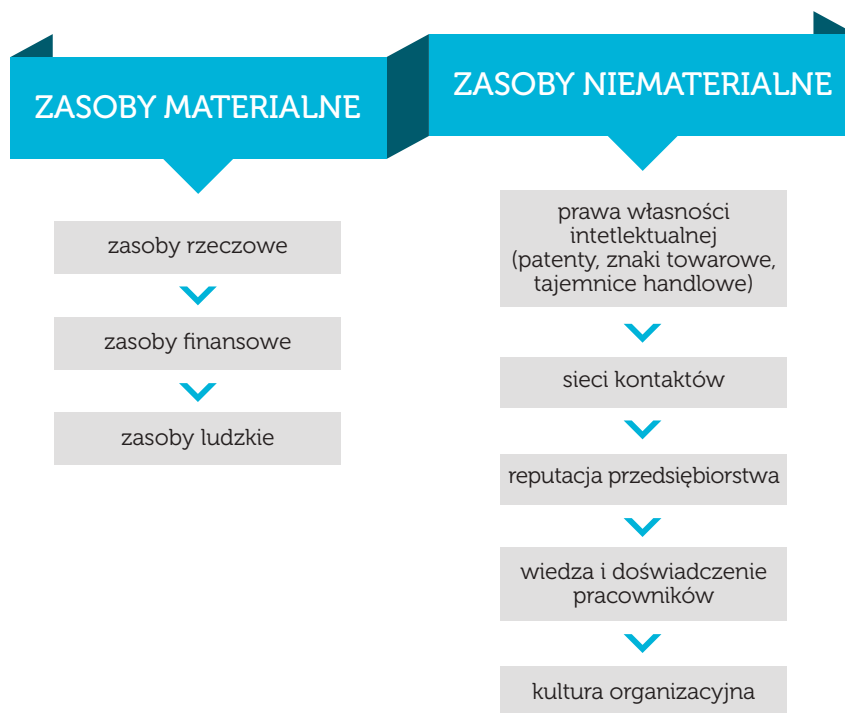 ZASOBY MATERIALNE
zasoby rzeczowe
zasoby finansowe
zasoby ludzkie
ZASOBY NIEMATERIALNE
prawa własności
intetlektualnej
(patenty, znaki towarowe,
tajemnice handlowe)
sieci kontaktów
reputacja przedsiębiorstwa
wiedza i doświadczenie
pracowników
kultura organizacyjna